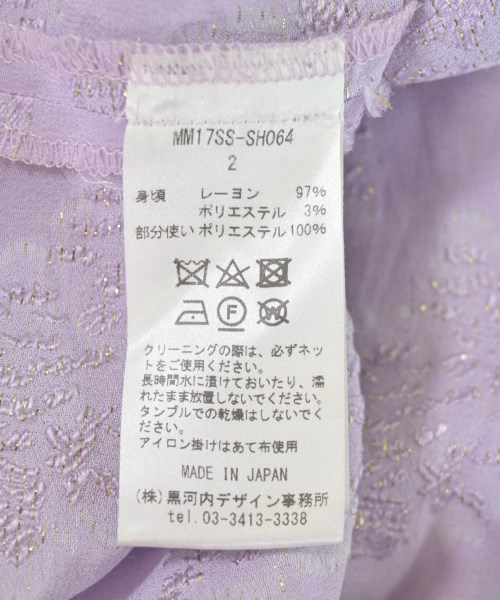 MM17SS-SH064
2
身頃 レーヨン 97%
ポリエステル 3%
部分使い ポリエステル 100%
F
W
クリーニングの際は、必ずネッ
トをご使用ください。
長時間水に漬けておいたり、濡
れたまま放置しないでください。
タンブルでの乾燥はしないでくだ
さい。
アイロン掛けはあて布使用
MADE IN JAPAN
(株)黒河内デザイン事務所
tel.03-3413-3338